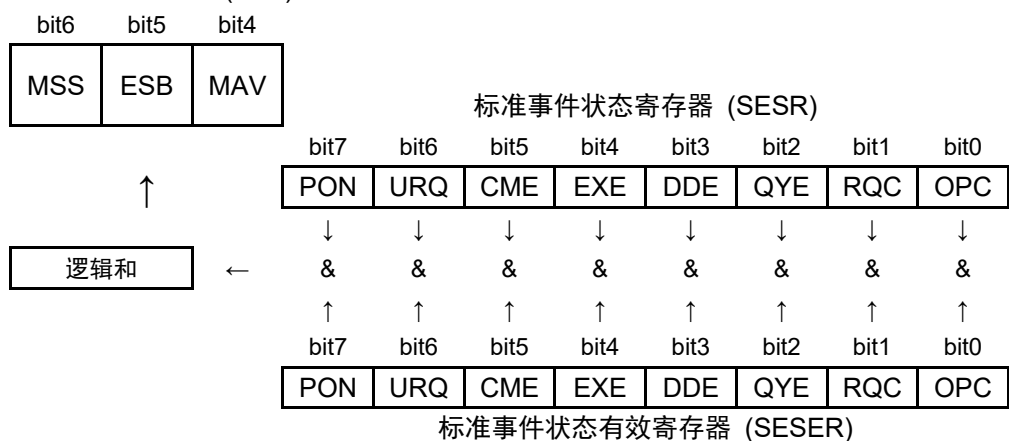 bit6 bit5 bit4
MSS ESB MAV
标准事件状态寄存器 (SESR)
bit7 bit6 bit5 bit4 bit3 bit2 bit1 bit0
↑ PON URQ CME EXE DDE QYE RQC OPC
↓ ↓ ↓ ↓ ↓ ↓ ↓ ↓
逻辑和 ← & & & & & & & &
↑ ↑ ↑ ↑ ↑ ↑ ↑ ↑
bit7 bit6 bit5 bit4 bit3 bit2 bit1 bit0
PON URQ CME EXE DDE QYE RQC OPC
标准事件状态有效寄存器 (SESER)